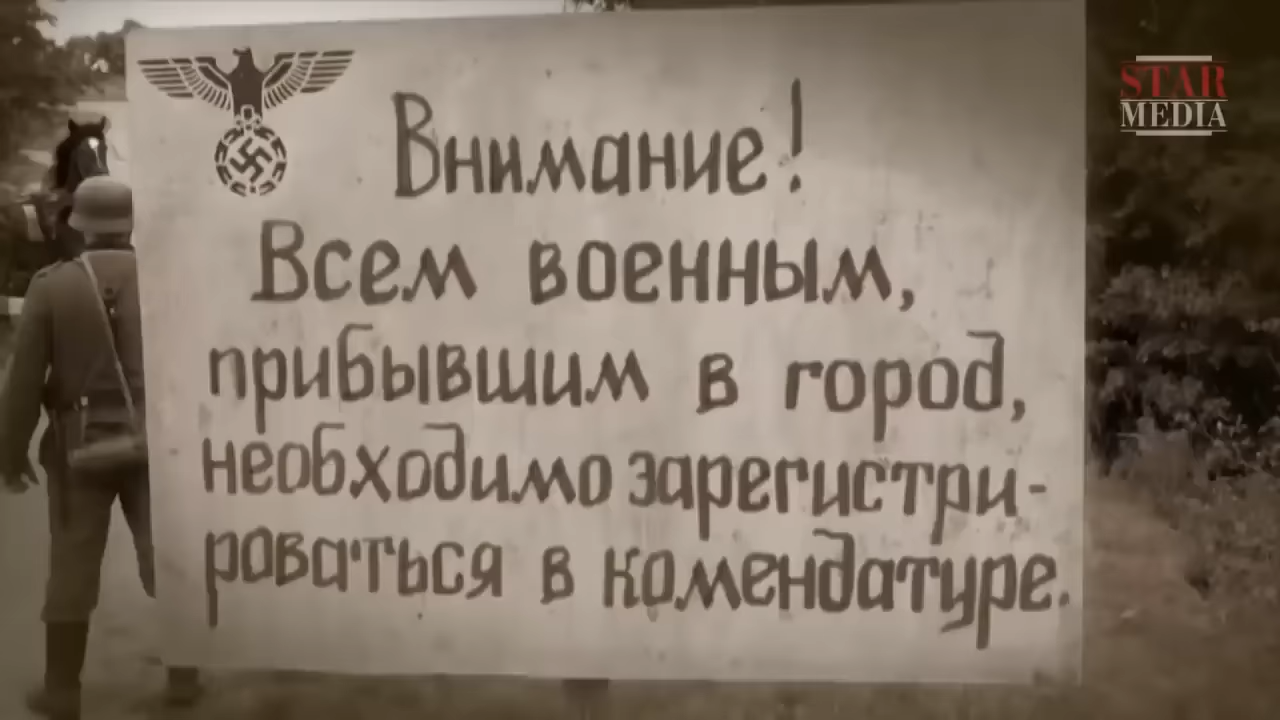 STAR
MEDIA
Внимание!
Всем военным,
прибывшим в город,
необходимо зарегистри-
роваться в комендатуре.